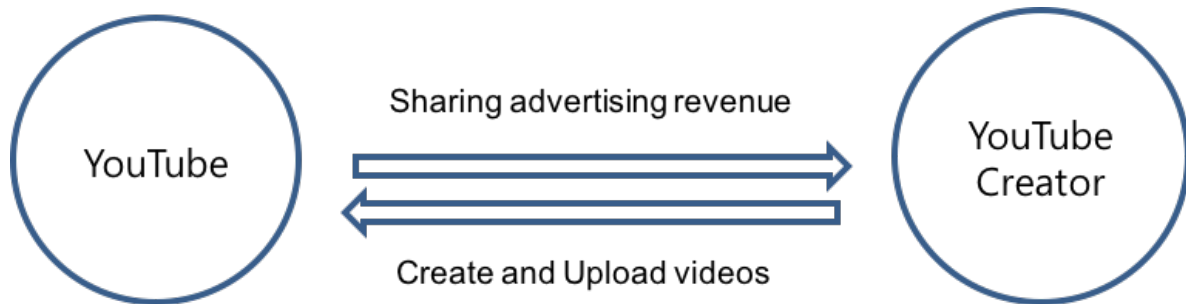 Sharing advertising revenue
YouTube
YouTube
Creator
Create and Upload videos